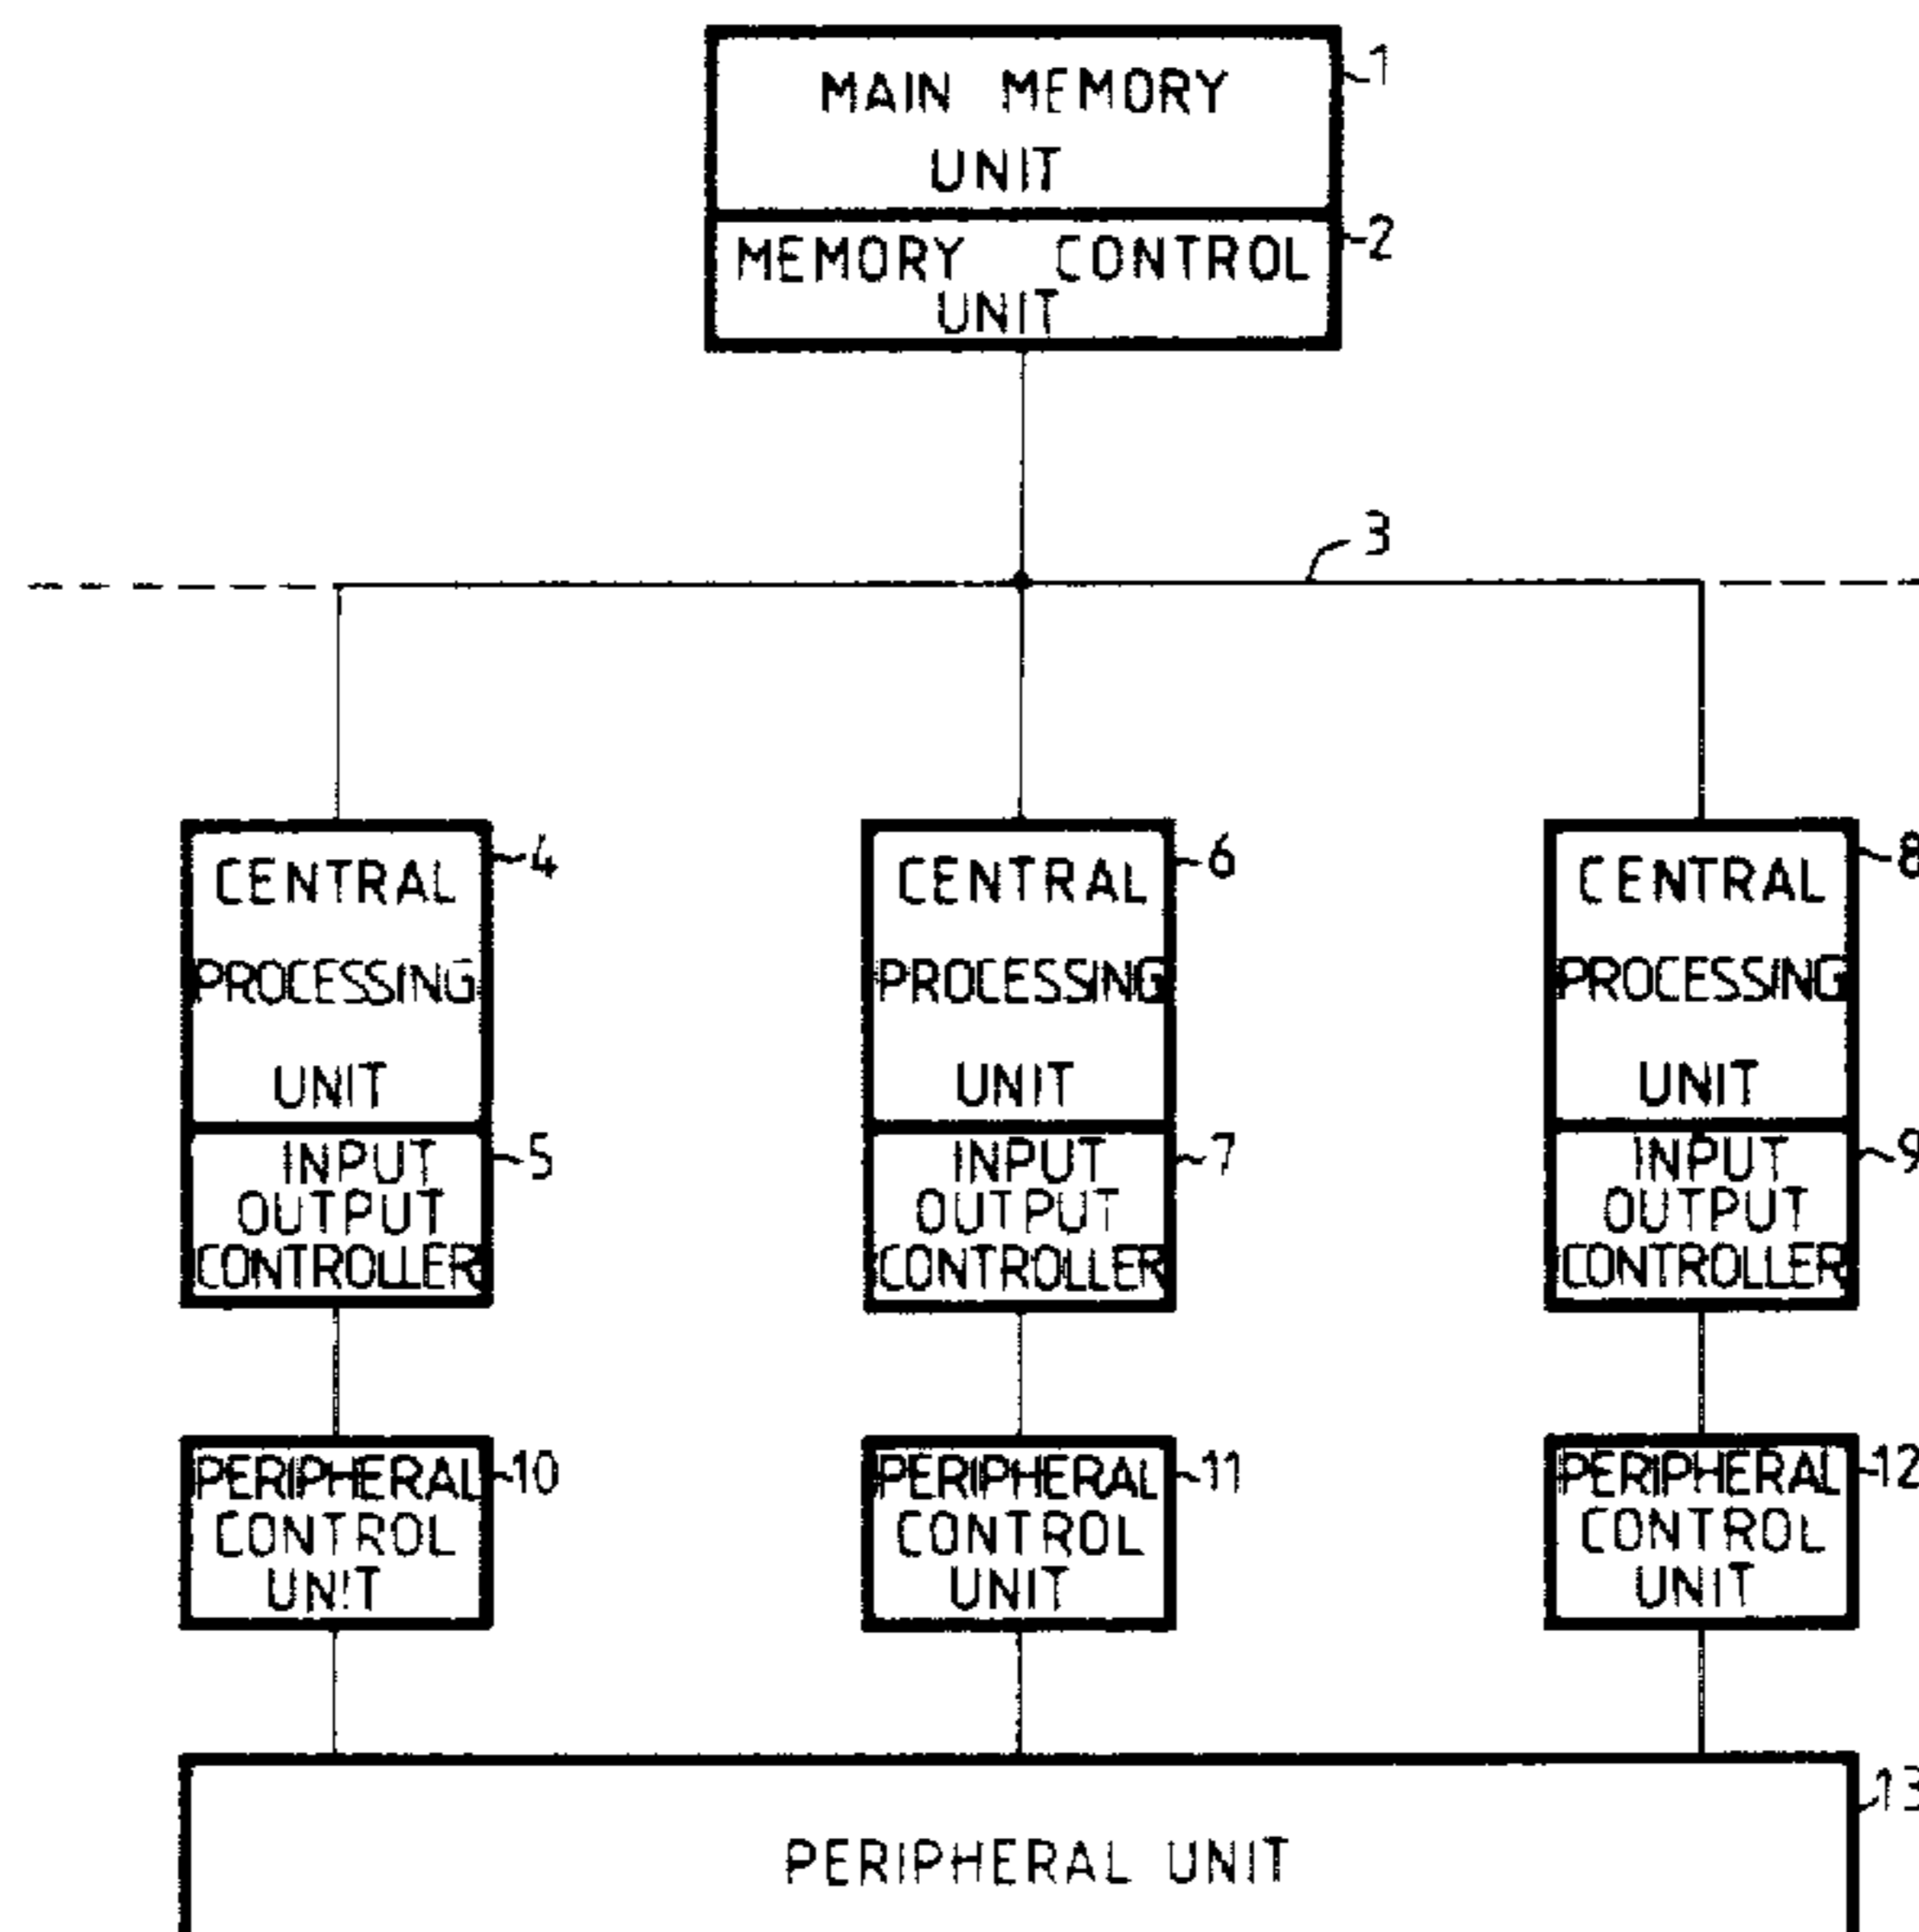 MAIN MEMORY
UNIT
1
MEMORY CONTROL
UNIT
2
3
CENTRAL
PROCESSING
UNIT
4
INPUT
OUTPUT
CONTROLLER
5
CENTRAL
PROCESSING
UNIT
6
INPUT
OUTPUT
CONTROLLER
7
CENTRAL
PROCESSING
UNIT
8
INPUT
OUTPUT
CONTROLLER
9
PERIPHERAL
CONTROL
UNIT
10
PERIPHERAL
CONTROL
UNIT
11
PERIPHERAL
CONTROL
UNIT
12
PERIPHERAL UNIT
13